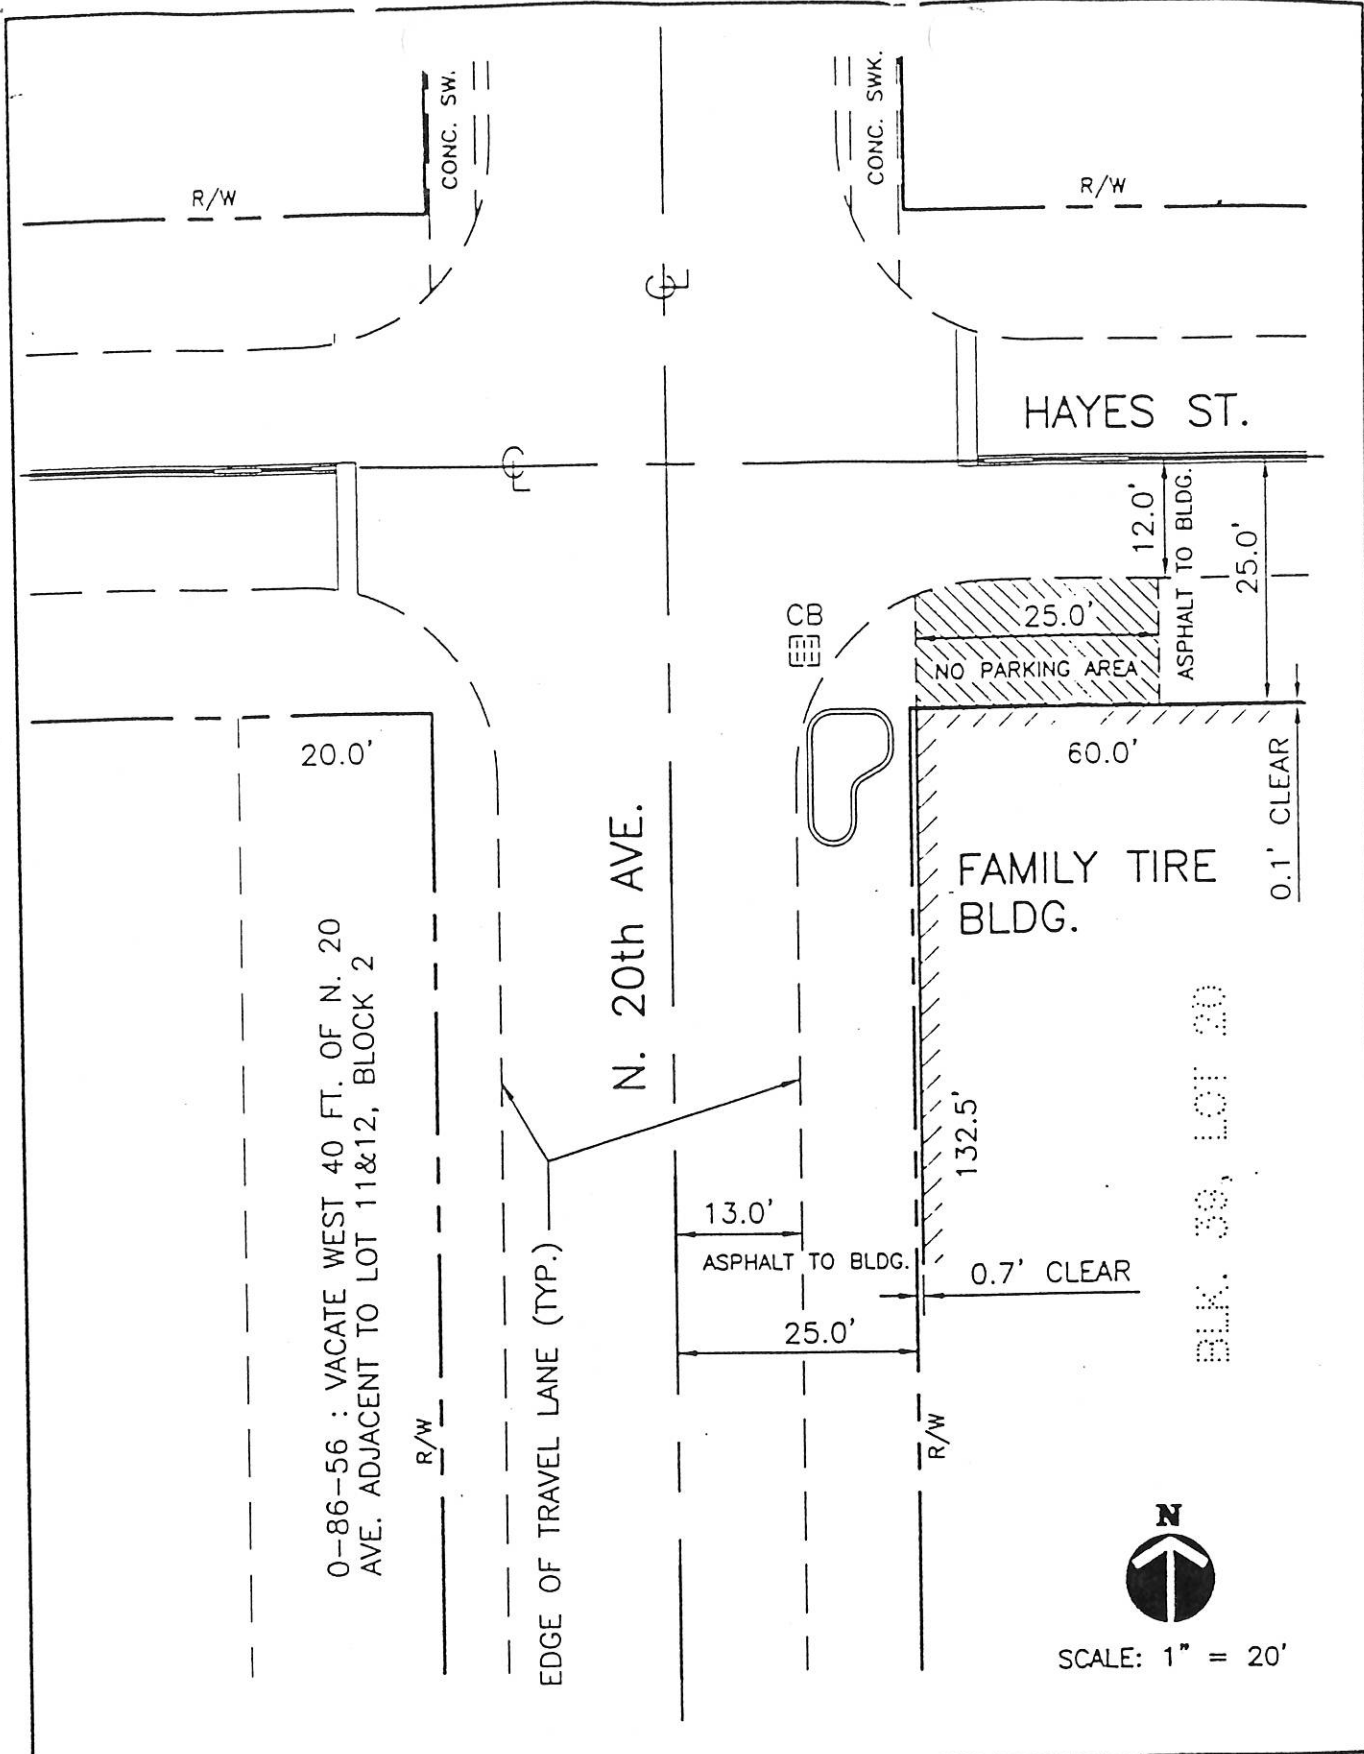 CONC. SW.
CONC. SWK.
R/W
R/W
CL
HAYES ST.
CL
12.0'
ASPHALT TO BLDG.
25.0'
CB
25.0'
NO PARKING AREA
20.0'
60.0'
0.1' CLEAR
N. 20th AVE.
FAMILY TIRE
BLDG.
0-86-56 : VACATE WEST 40 FT. OF N. 20
AVE. ADJACENT TO LOT 11&12, BLOCK 2
132.5'
BLK. 39, LOT 20
13.0'
ASPHALT TO BLDG.
0.7' CLEAR
25.0'
EDGE OF TRAVEL LANE (TYP.)
R/W
R/W
N
SCALE: 1" = 20'